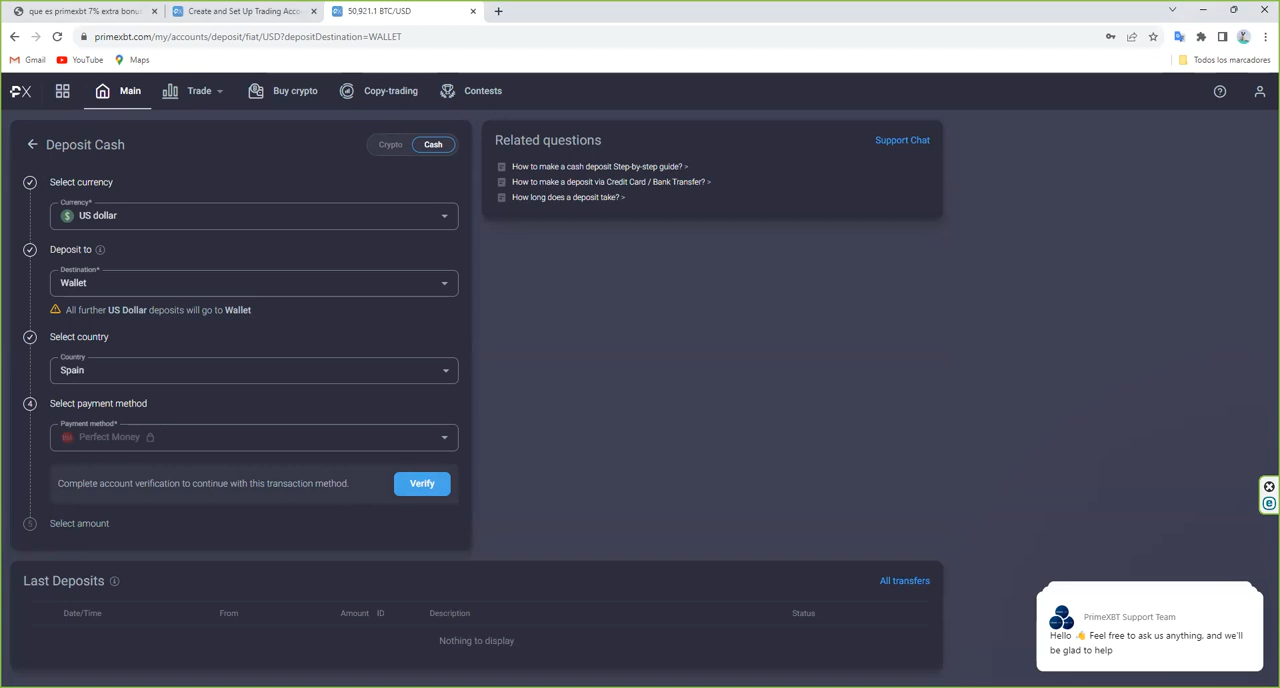 que es primexbt 7% extra bonu
Create and Set Up Trading Acco
50,921.1 BTC/USD
primexbt.com/my/accounts/deposit/fiat/USD?depositDestination=WALLET
Gmail
YouTube
Maps
Todos los marcadores
PX
Main
Trade
Buy crypto
Copy-trading
Contests
Deposit Cash
Crypto
Cash
Select currency
Currency*
$ US dollar
Deposit to
Destination*
Wallet
All further US Dollar deposits will go to Wallet
Select country
Country
Spain
4 Select payment method
Payment method*
Perfect Money
Complete account verification to continue with this transaction method.
Verify
5 Select amount
Related questions
Support Chat
How to make a cash deposit Step-by-step guide? >
How to make a deposit via Credit Card / Bank Transfer? >
How long does a deposit take? >
Last Deposits
All transfers
Date/Time From Amount ID Description Status
Nothing to display
PrimeXBT Support Team
Hello 👋 Feel free to ask us anything, and we'll
be glad to help